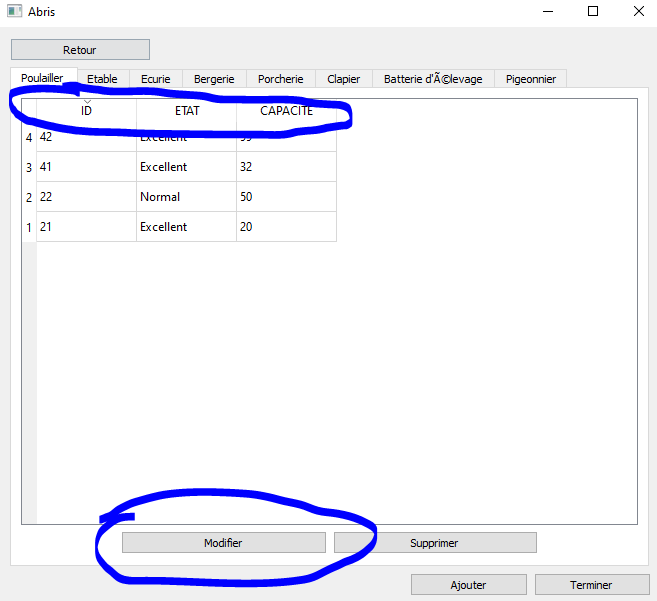 Abris
Retour
Poulailler Etable Ecurie Bergerie Porcherie Clapier Batterie d'Ã©levage Pigeonnier
ID ETAT CAPACITE
4 42 Excellent
3 41 Excellent 32
2 22 Normal 50
1 21 Excellent 20
Modifier Supprimer
Ajouter Terminer